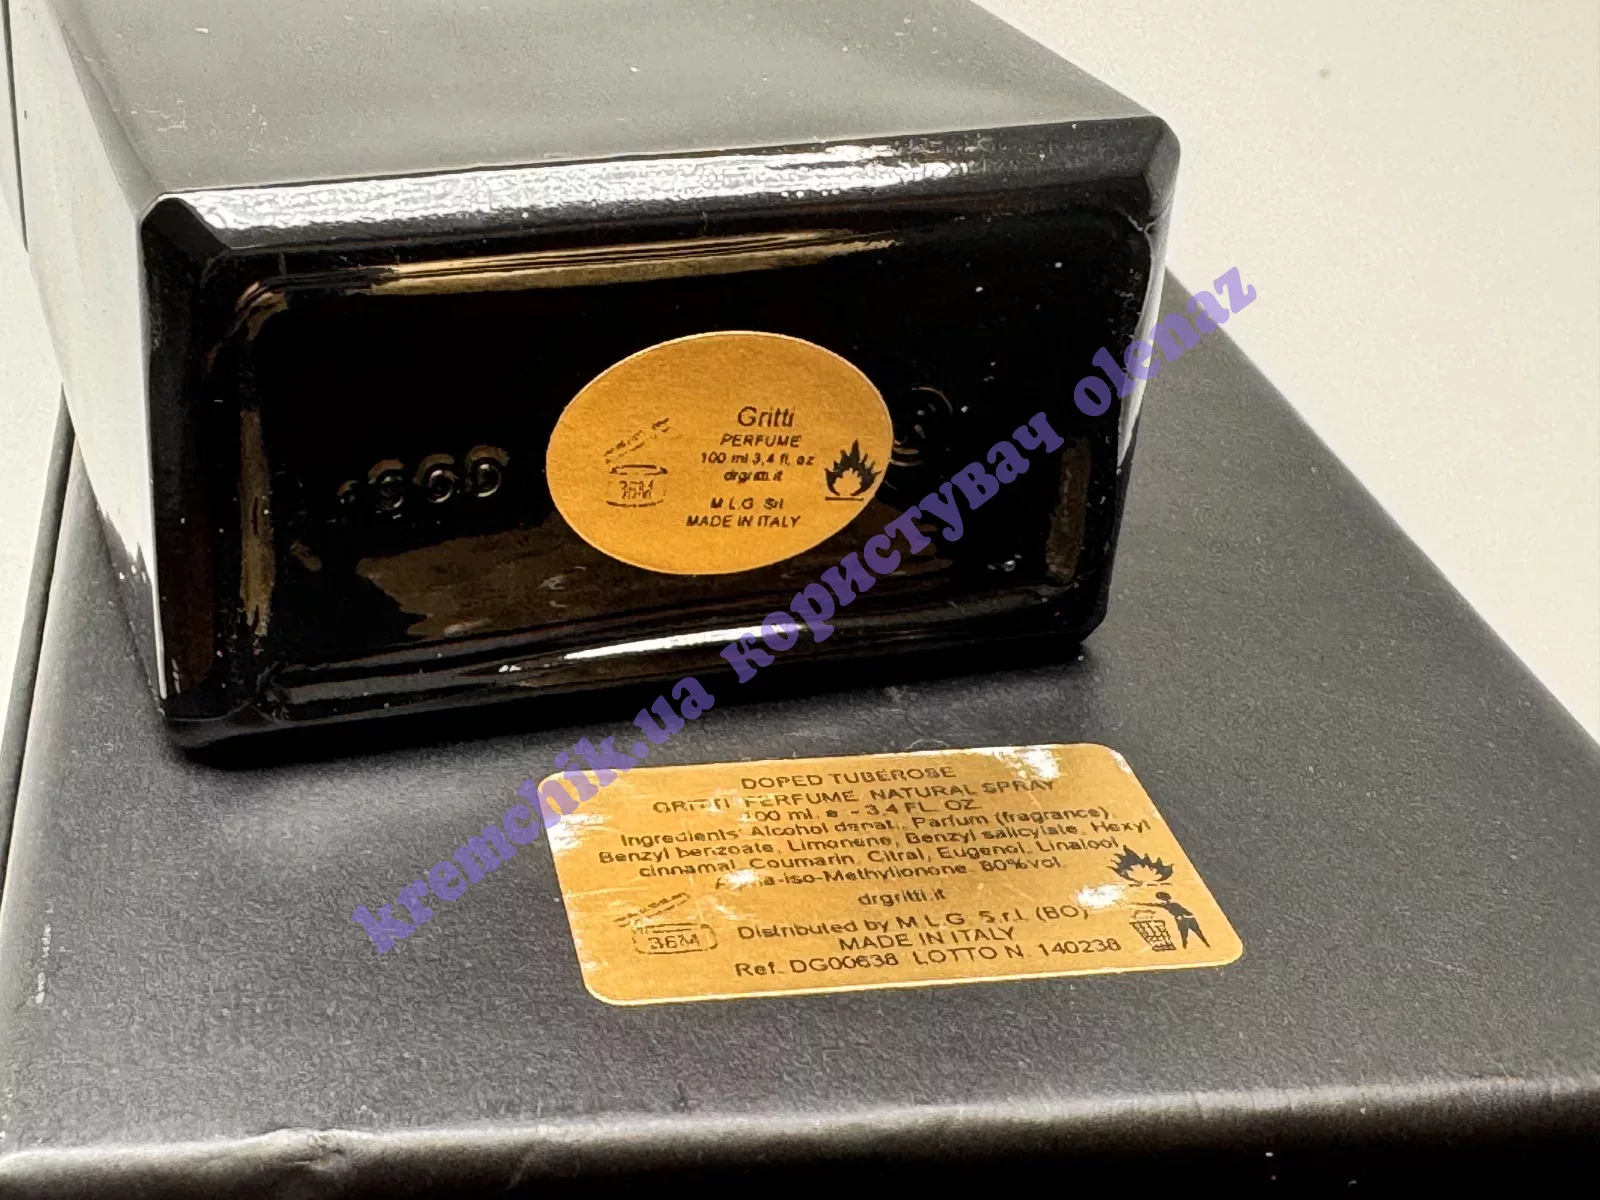 Gritti
PERFUME
100 ml 3,4 fl. oz
drgritti.it
36M
M.L.G. Srl
MADE IN ITALY
kremchik.ua користувач olenaz
DOPED TUBEROSE
GRITTI PERFUME NATURAL SPRAY
100 ml. e - 3.4 FL. OZ
Ingredients: Alcohol denat., Parfum (fragrance),
Benzyl benzoate, Limonene, Benzyl salicylate, Hexyl
cinnamal, Coumarin, Citral, Eugenol, Linalool,
Alpha-iso-Methylionone. 80%vol.
drgritti.it
36M
Distributed by M.L.G. S.r.l. (BO)
MADE IN ITALY
Ref. DG00638 LOTTO N. 140238